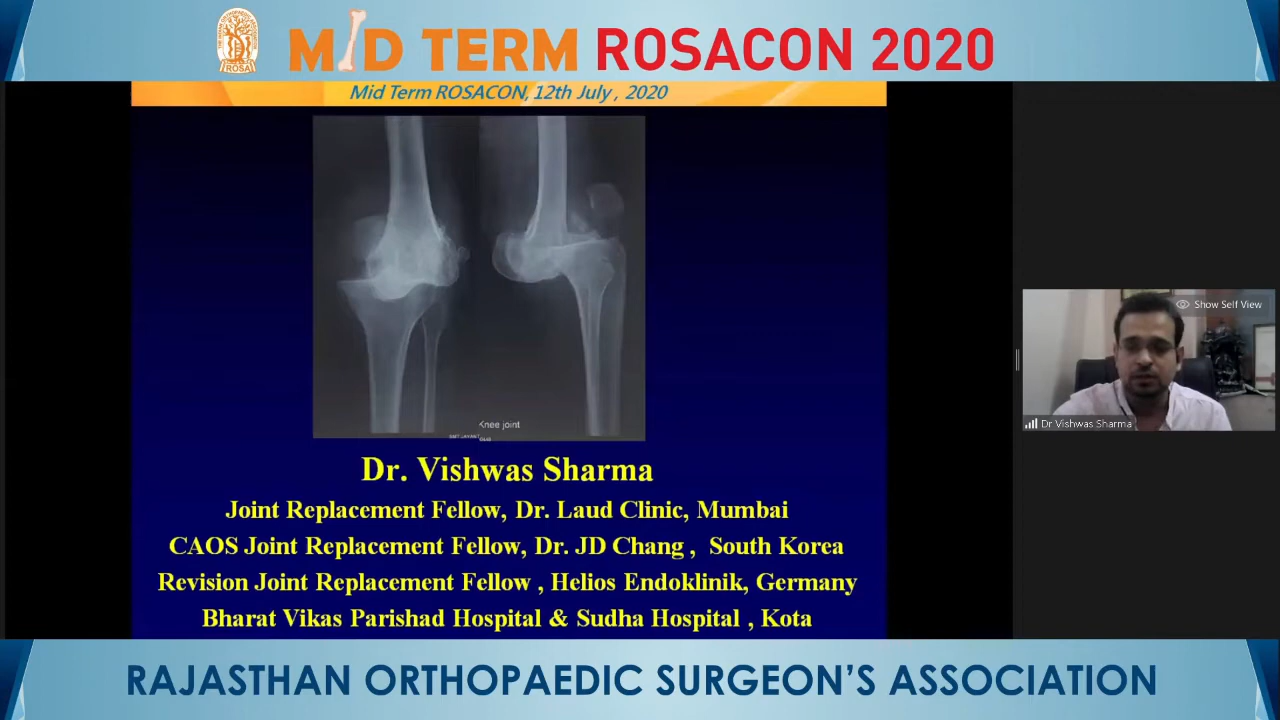 ROSA
MID TERM ROSACON 2020
Mid Term ROSACON, 12th July , 2020
Knee joint
Dr. Vishwas Sharma
Joint Replacement Fellow, Dr. Laud Clinic, Mumbai
CAOS Joint Replacement Fellow, Dr. JD Chang , South Korea
Revision Joint Replacement Fellow , Helios Endoklinik, Germany
Bharat Vikas Parishad Hospital & Sudha Hospital , Kota
Show Self View
Dr Vishwas Sharma
RAJASTHAN ORTHOPAEDIC SURGEON’S ASSOCIATION